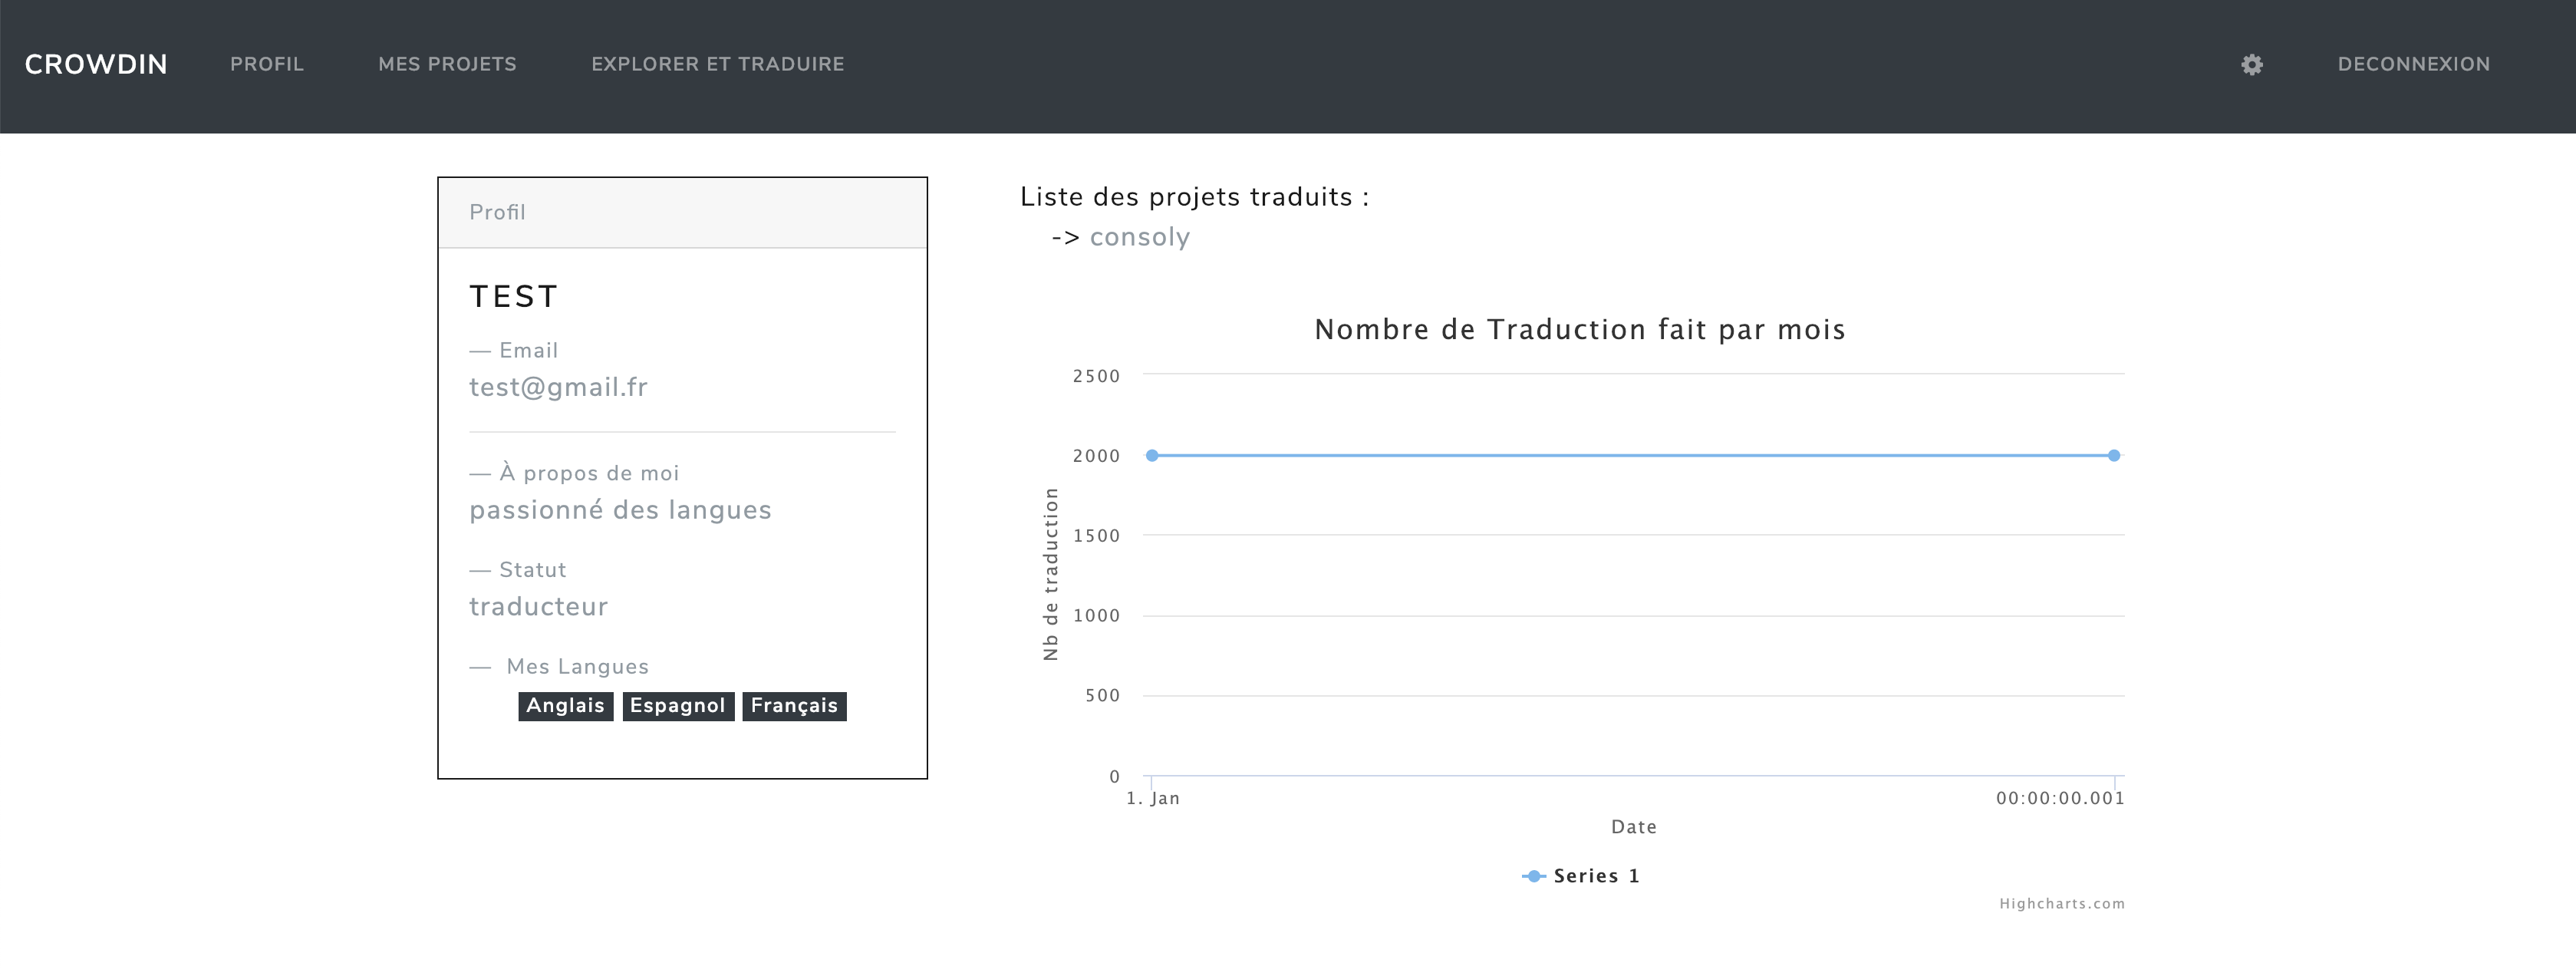 CROWDIN PROFIL MES PROJETS EXPLORER ET TRADUIRE DECONNEXION
Profil
TEST
— Email
test@gmail.fr
— À propos de moi
passionné des langues
— Statut
traducteur
— Mes Langues
Anglais Espagnol Français
Liste des projets traduits :
-> consoly
Nombre de Traduction fait par mois
Nb de traduction
2500
2000
1500
1000
500
0
1. Jan 00:00:00.001
Date
Series 1
Highcharts.com